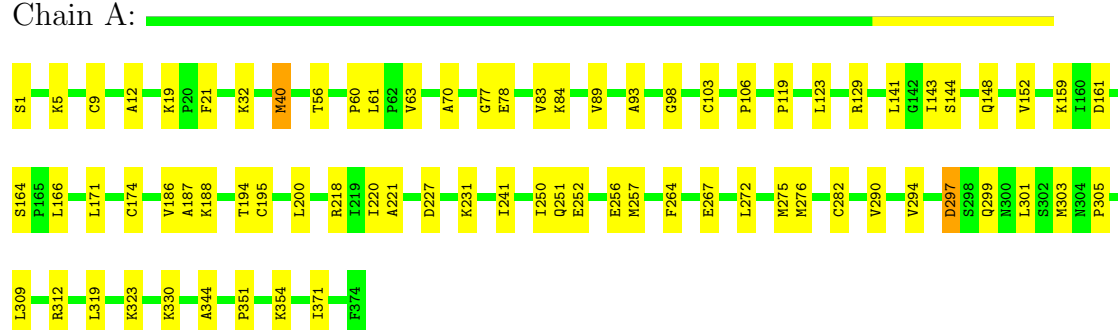 Chain A:
S1 K5 C9 A12 K19 P20 F21 K32 M40 T56 P60 L61 P62 V63 A70 G77 E78 V83 K84 V89 A93 G98 C103 P106 P119 L123 R129 L141 G142 I143 S144 Q148 V152 K159 I160 D161
S164 P165 L166 L171 C174 V186 A187 K188 T194 C195 L200 R218 I219 I220 A221 D227 K231 I241 I250 Q251 E252 E256 M257 F264 E267 L272 M275 M276 C282 V290 V294 D297 S298 Q299 N300 L301 S302 M303 N304 P305
L309 R312 L319 K323 K330 A344 P351 K354 I371 F374